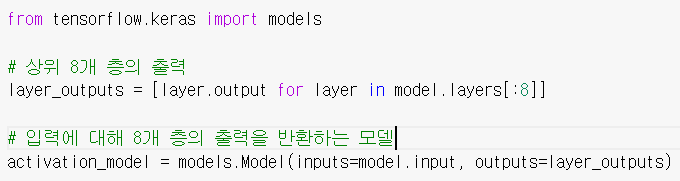 from tensorflow.keras import models
# 상위 8개 층의 출력
layer_outputs = [layer.output for layer in model.layers[:8]]
# 입력에 대해 8개 층의 출력을 반환하는 모델
activation_model = models.Model(inputs=model.input, outputs=layer_outputs)